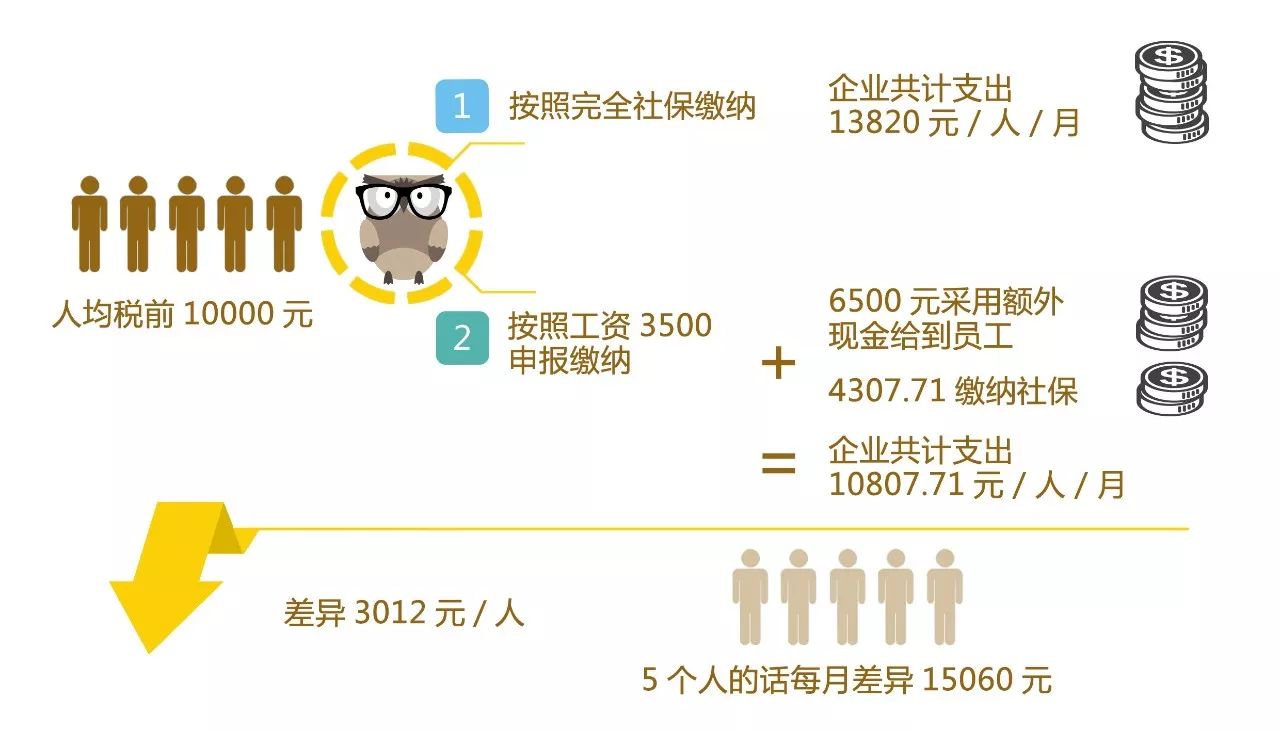 1
按照完全社保缴纳
企业共计支出
13820 元 / 人 / 月
人均税前 10000 元
2
按照工资 3500
申报缴纳
+
6500 元采用额外
现金给到员工
4307.71 缴纳社保
=
企业共计支出
10807.71 元 / 人 / 月
差异 3012 元 / 人
5 个人的话每月差异 15060 元